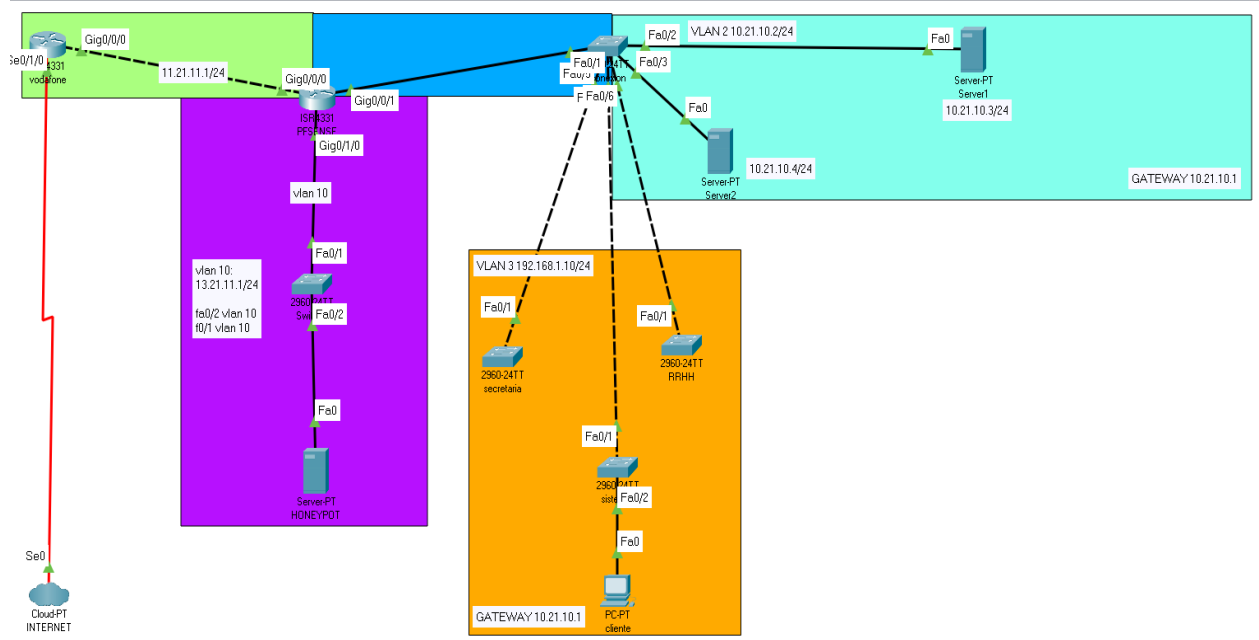 Gig0/0/0
Se0/1/0
4331
vodafone
11.21.11.1/24
Gig0/0/0
Gig0/0/1
ISR4331
PFSENSE
Gig0/1/0
vlan 10
Fa0/1
vlan 10:
13.21.11.1/24
fa0/2 vlan 10
f0/1 vlan 10
2960-24TT
Fa0/2
Fa0
Server-PT
HONEYPOT
Se0
Cloud-PT
INTERNET
Fa0/2
VLAN 2 10.21.10.2/24
Fa0
Fa0/1
Fa0/3
Fa0/6
Server-PT
Server1
10.21.10.3/24
Fa0
Server-PT
Server2
10.21.10.4/24
GATEWAY 10.21.10.1
VLAN 3 192.168.1.10/24
Fa0/1
2960-24TT
secretaria
Fa0/1
2960-24TT
RRHH
Fa0/1
2960-24TT
Fa0/2
Fa0
PC-PT
cliente
GATEWAY 10.21.10.1